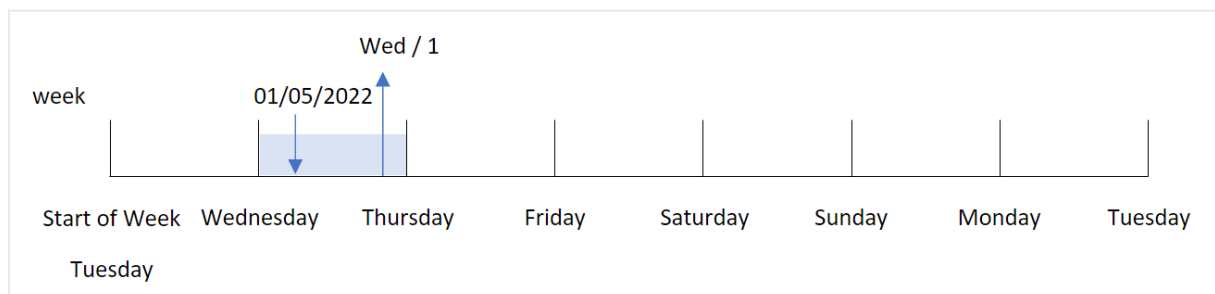 Wed / 1
week
01/05/2022
Start of Week Wednesday Thursday Friday Saturday Sunday Monday Tuesday
Tuesday